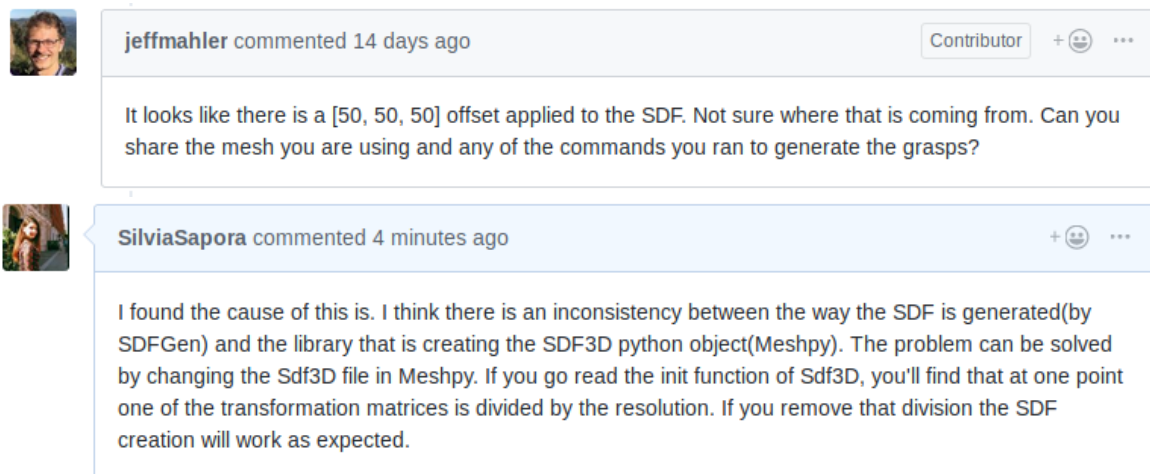 jeffmahler commented 14 days ago Contributor
It looks like there is a [50, 50, 50] offset applied to the SDF. Not sure where that is coming from. Can you
share the mesh you are using and any of the commands you ran to generate the grasps?
SilviaSapora commented 4 minutes ago
I found the cause of this is. I think there is an inconsistency between the way the SDF is generated(by
SDFGen) and the library that is creating the SDF3D python object(Meshpy). The problem can be solved
by changing the Sdf3D file in Meshpy. If you go read the init function of Sdf3D, you'll find that at one point
one of the transformation matrices is divided by the resolution. If you remove that division the SDF
creation will work as expected.